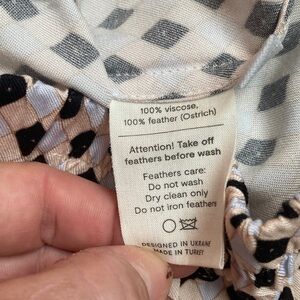 100% viscose,
100% feather (Ostrich)
Attention! Take off
feathers before wash
Feathers care:
Do not wash
Dry clean only
Do not iron feathers
DESIGNED IN UKRAINE
MADE IN TURKEY